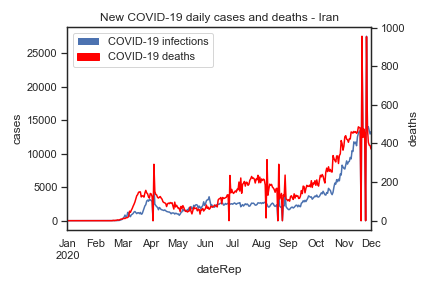 New COVID-19 daily cases and deaths - Iran
COVID-19 infections
COVID-19 deaths
25000
20000
15000
10000
5000
0
cases
1000
800
600
400
200
0
deaths
Jan Feb Mar Apr May Jun Jul Aug Sep Oct Nov Dec
2020
dateRep